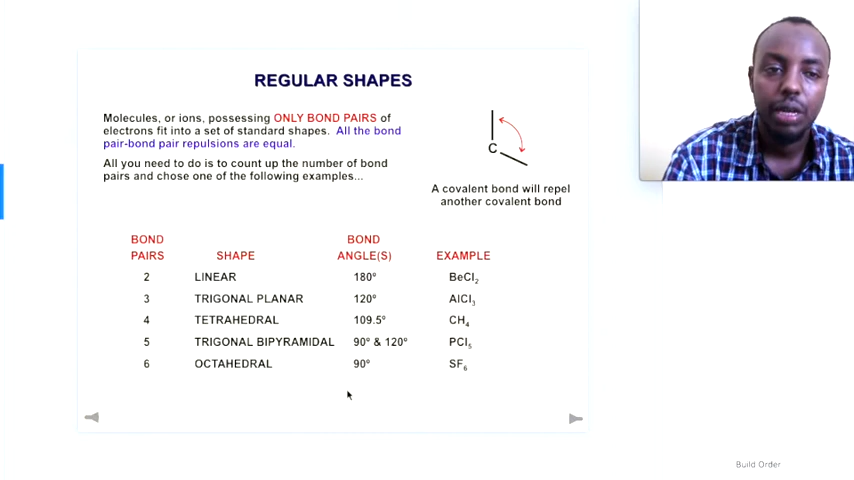 REGULAR SHAPES
Molecules, or ions, possessing ONLY BOND PAIRS of
electrons fit into a set of standard shapes. All the bond
pair-bond pair repulsions are equal.
All you need to do is to count up the number of bond
pairs and chose one of the following examples...
C
A covalent bond will repel
another covalent bond
BOND PAIRS SHAPE BOND ANGLE(S) EXAMPLE
2 LINEAR 180º BeCl₂
3 TRIGONAL PLANAR 120º AlCl₃
4 TETRAHEDRAL 109.5º CH₄
5 TRIGONAL BIPYRAMIDAL 90º & 120º PCl₅
6 OCTAHEDRAL 90º SF₆
Build Order